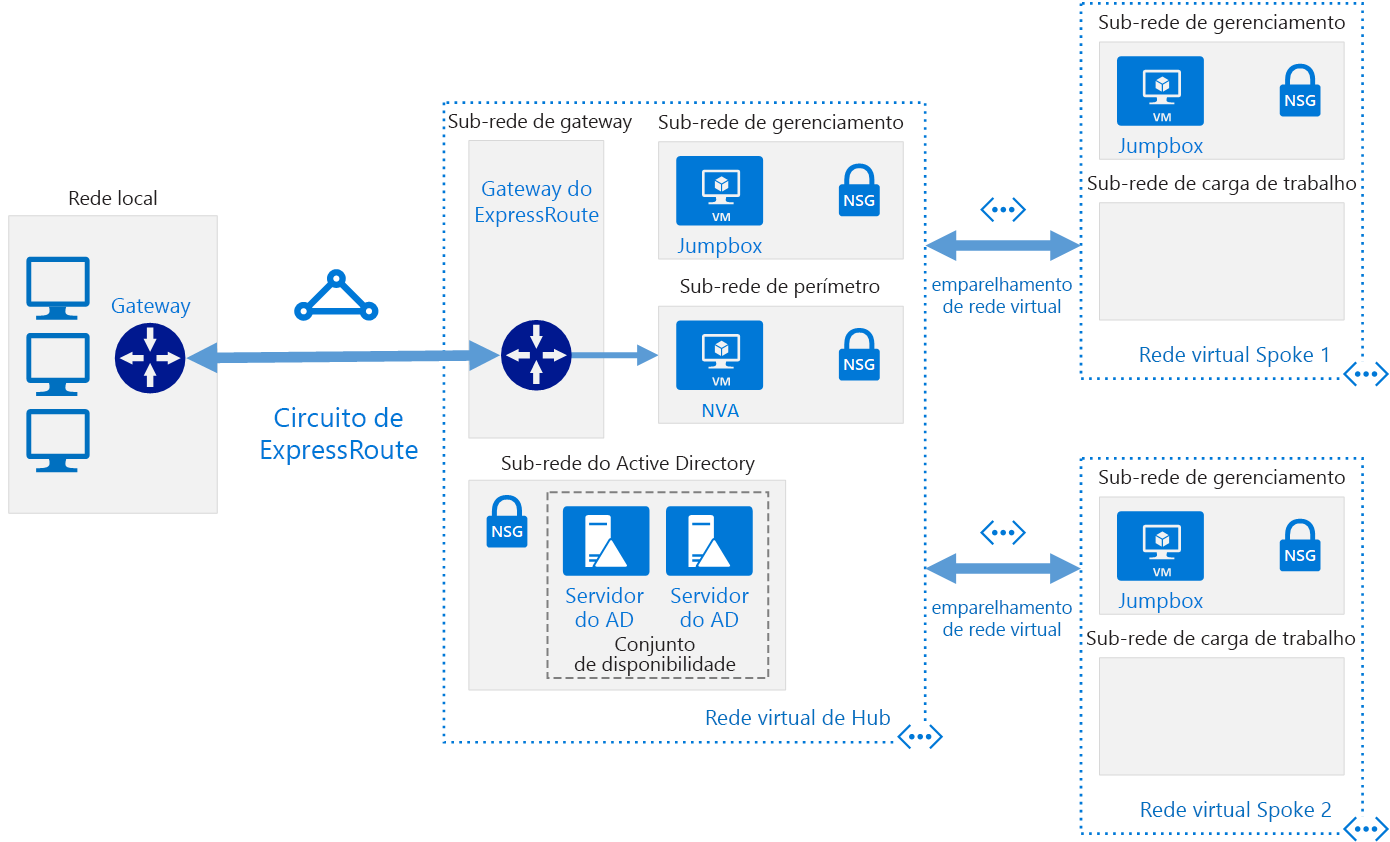 Rede local
Gateway
Circuito de
ExpressRoute
Sub-rede de gateway
Gateway do
ExpressRoute
Sub-rede de gerenciamento
VM
Jumpbox
NSG
Sub-rede de perímetro
VM
NVA
NSG
Sub-rede do Active Directory
NSG
Servidor
do AD
Servidor
do AD
Conjunto
de disponibilidade
Rede virtual de Hub
emparelhamento
de rede virtual
emparelhamento
de rede virtual
Sub-rede de gerenciamento
VM
Jumpbox
NSG
Sub-rede de carga de trabalho
Rede virtual Spoke 1
Sub-rede de gerenciamento
VM
Jumpbox
NSG
Sub-rede de carga de trabalho
Rede virtual Spoke 2